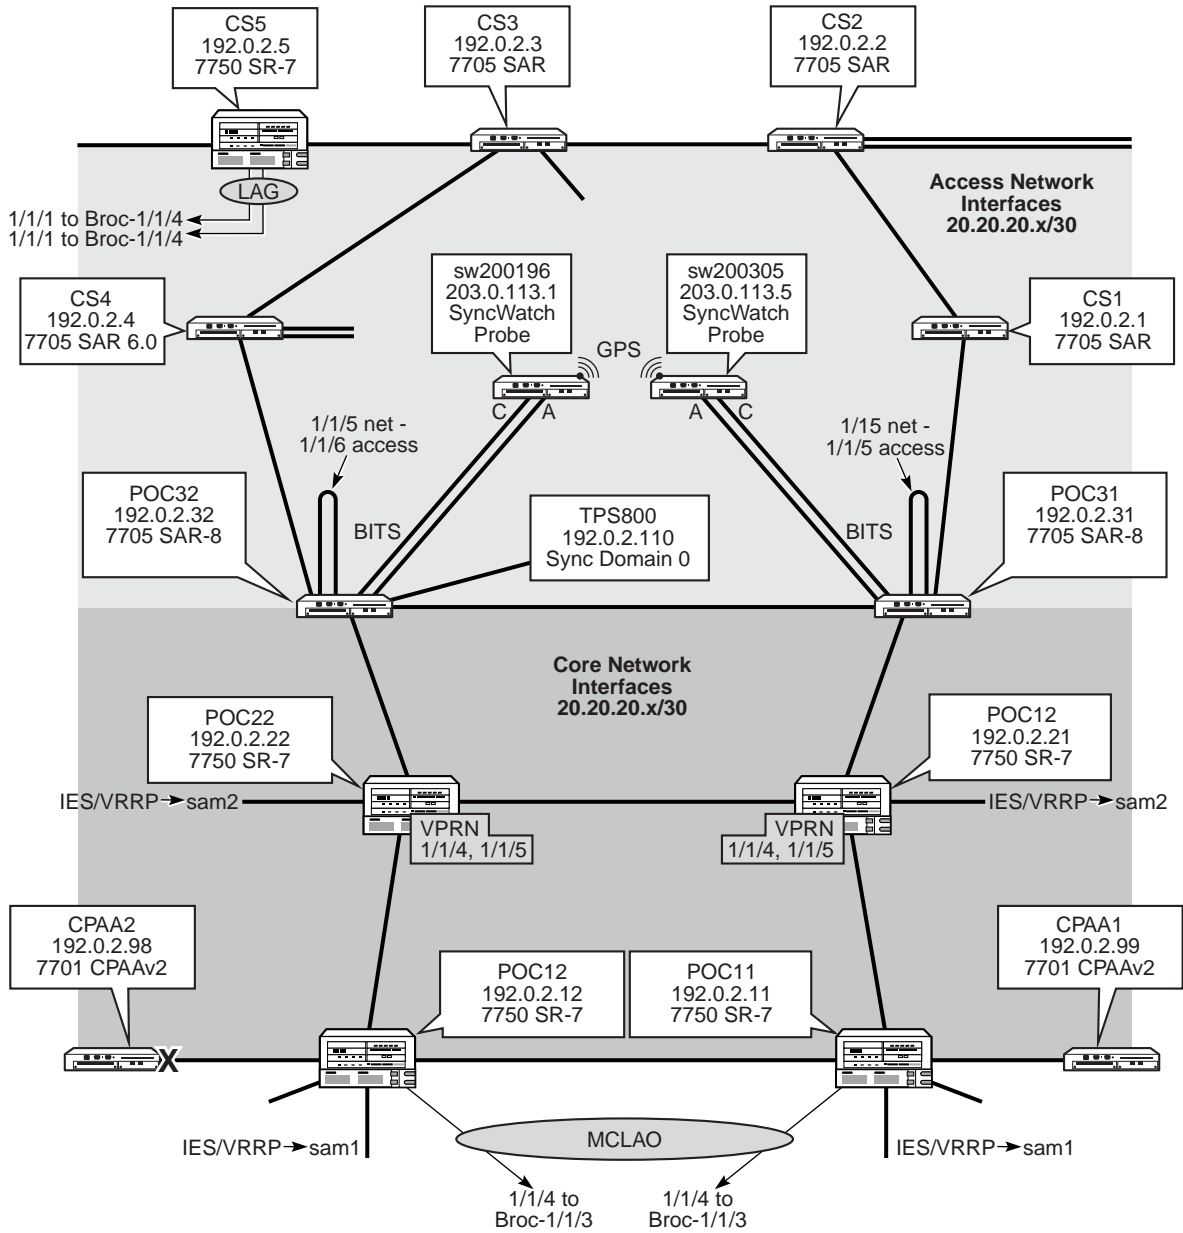 CS5
192.0.2.5
7750 SR-7
CS3
192.0.2.3
7705 SAR
CS2
192.0.2.2
7705 SAR
LAG
1/1/1 to Broc-1/1/4
1/1/1 to Broc-1/1/4
Access Network
Interfaces
20.20.20.x/30
CS4
192.0.2.4
7705 SAR 6.0
sw200196
203.0.113.1
SyncWatch
Probe
GPS
sw200305
203.0.113.5
SyncWatch
Probe
CS1
192.0.2.1
7705 SAR
C
A
A
C
1/1/5 net -
1/1/6 access
1/15 net -
1/1/5 access
POC32
192.0.2.32
7705 SAR-8
BITS
TPS800
192.0.2.110
Sync Domain 0
BITS
POC31
192.0.2.31
7705 SAR-8
Core Network
Interfaces
20.20.20.x/30
POC22
192.0.2.22
7750 SR-7
POC12
192.0.2.21
7750 SR-7
IES/VRRP
sam2
IES/VRRP
sam2
VPRN
1/1/4, 1/1/5
VPRN
1/1/4, 1/1/5
CPAA2
192.0.2.98
7701 CPAAv2
POC12
192.0.2.12
7750 SR-7
POC11
192.0.2.11
7750 SR-7
CPAA1
192.0.2.99
7701 CPAAv2
X
IES/VRRP
sam1
MCLAO
IES/VRRP
sam1
1/1/4 to
Broc-1/1/3
1/1/4 to
Broc-1/1/3